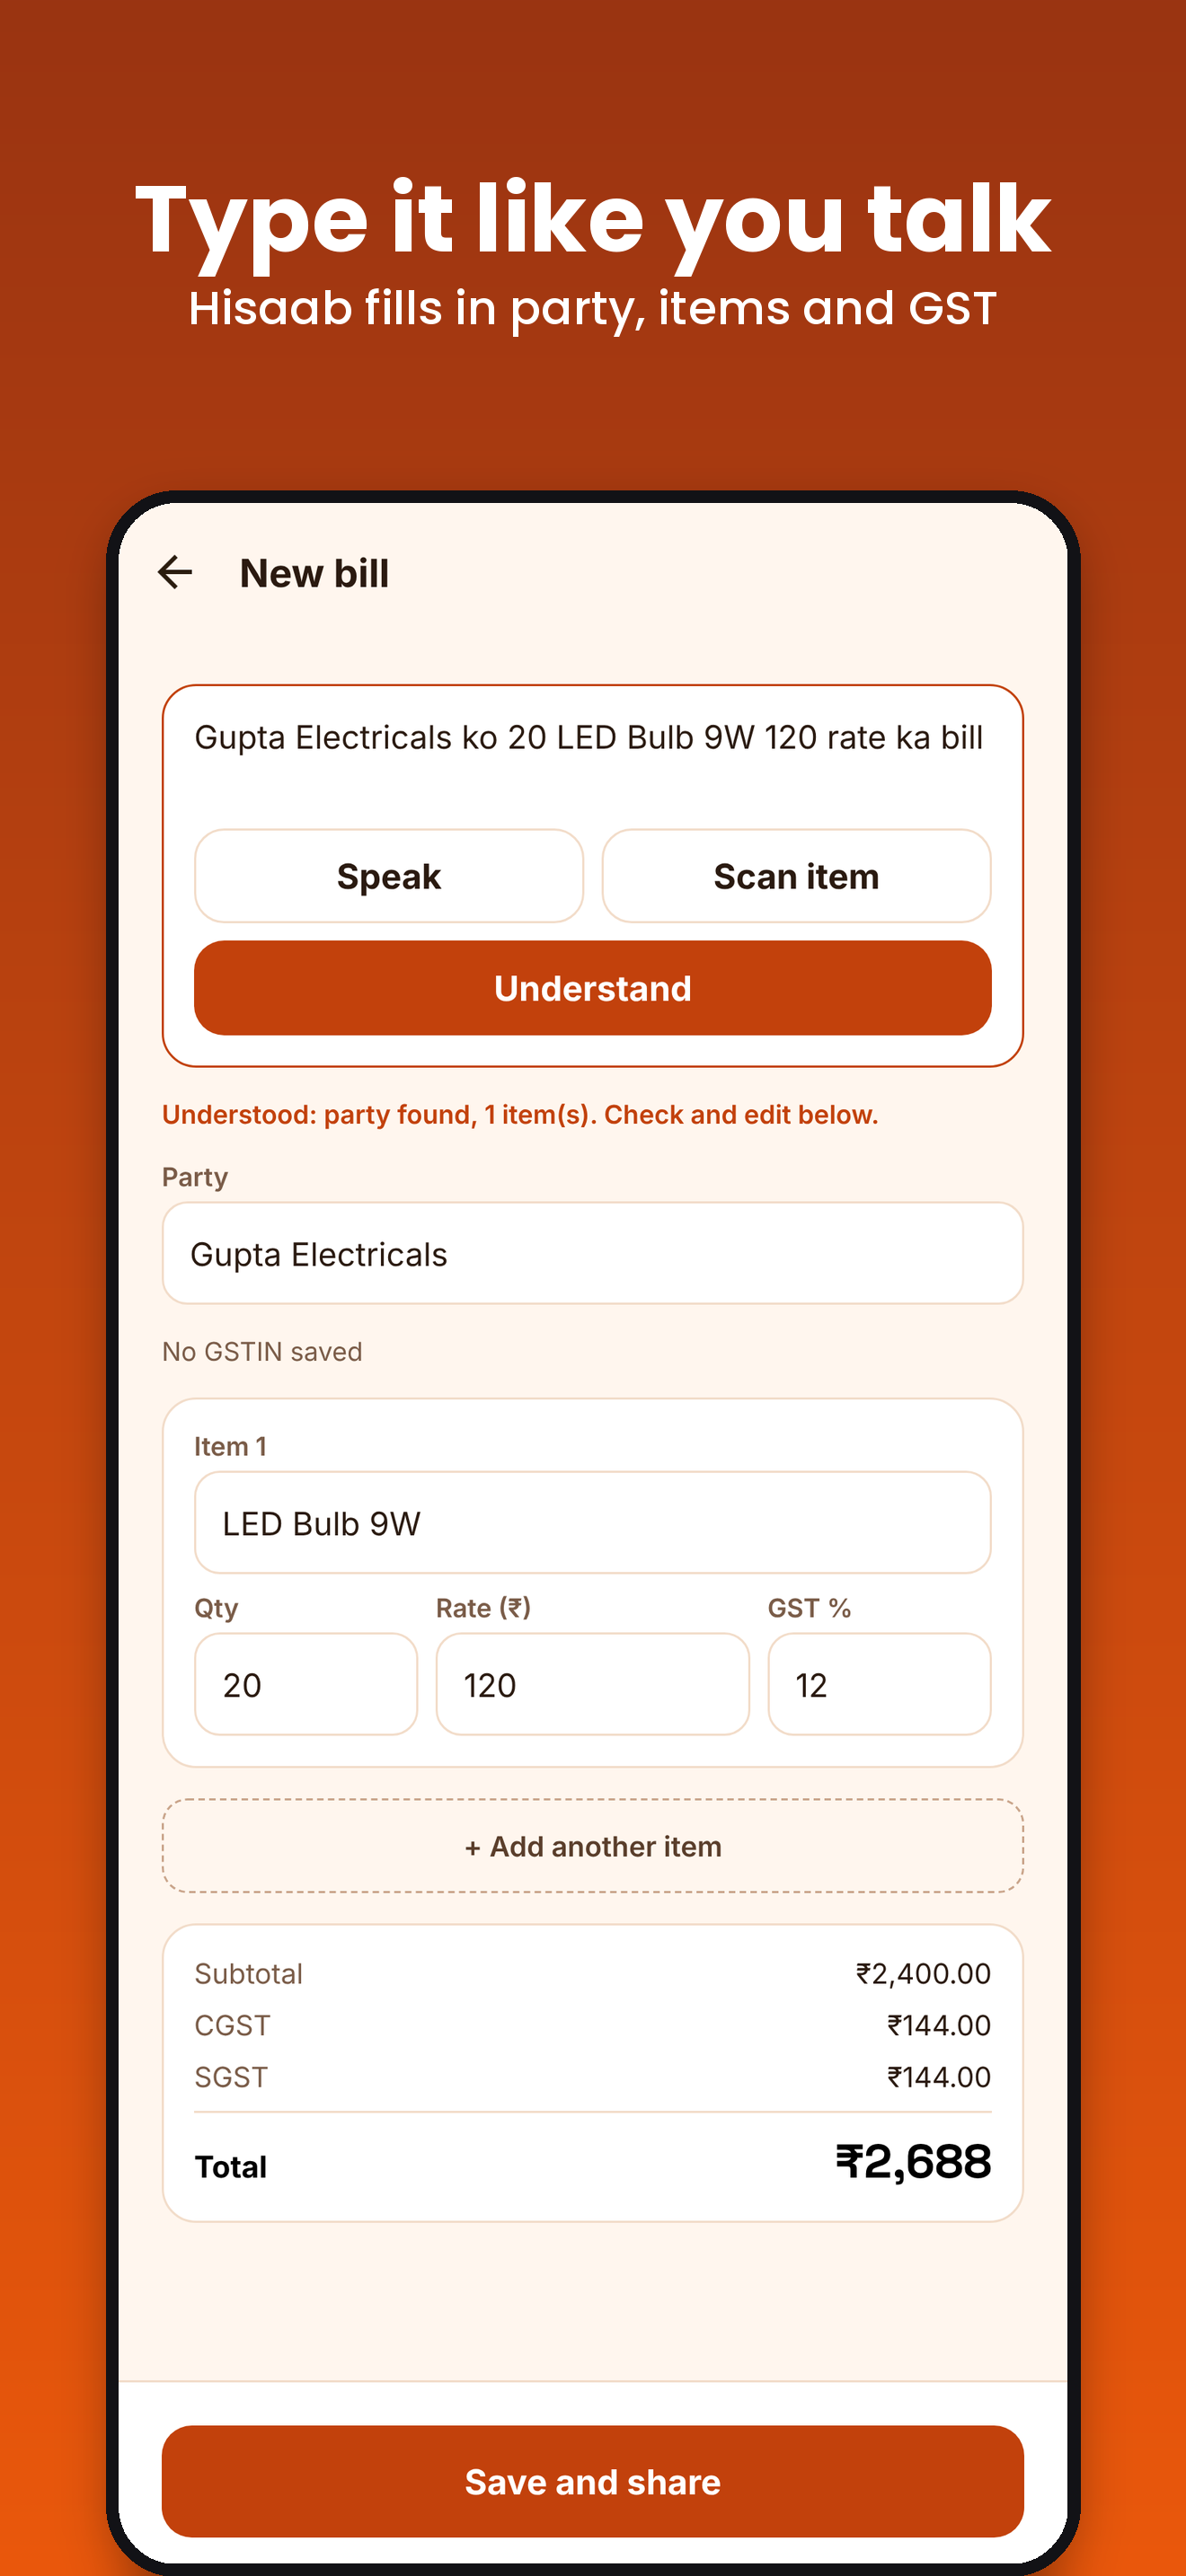 Type it like you talk
Hisaab fills in party, items and GST
New bill
Gupta Electricals ko 20 LED Bulb 9W 120 rate ka bill
Speak
Scan item
Understand
Understood: party found, 1 item(s). Check and edit below.
Party
Gupta Electricals
No GSTIN saved
Item 1
LED Bulb 9W
Qty Rate (₹) GST %
20 120 12
+ Add another item
Subtotal ₹2,400.00
CGST ₹144.00
SGST ₹144.00
Total ₹2,688
Save and share